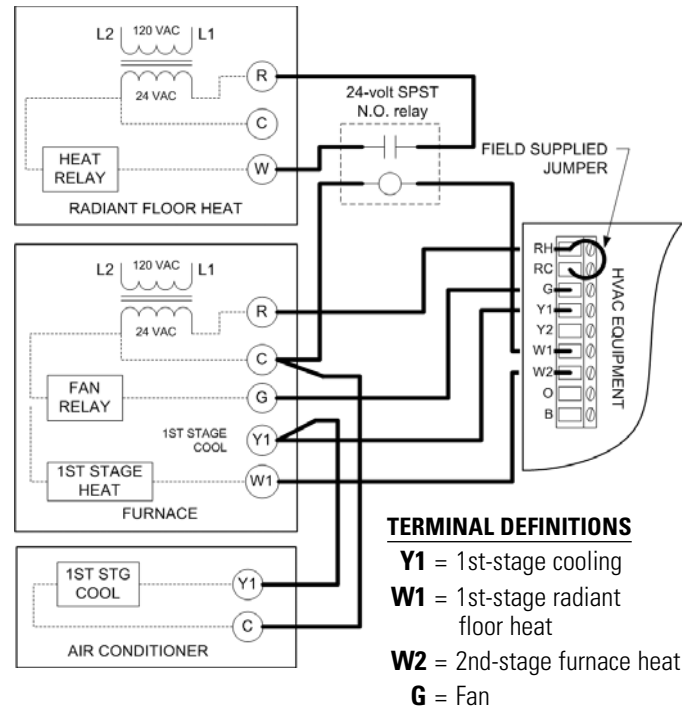 L2 120 VAC L1
24 VAC
R
C
W
HEAT
RELAY
RADIANT FLOOR HEAT
24-volt SPST
N.O. relay
FIELD SUPPLIED
JUMPER
L2 120 VAC L1
24 VAC
R
C
G
Y1
W1
FAN
RELAY
1ST STAGE
COOL
1ST STAGE
HEAT
FURNACE
RH
RC
G
Y1
Y2
W1
W2
O
B
HVAC EQUIPMENT
1ST STG
COOL
Y1
C
AIR CONDITIONER
TERMINAL DEFINITIONS
Y1 = 1st-stage cooling
W1 = 1st-stage radiant
floor heat
W2 = 2nd-stage furnace heat
G = Fan